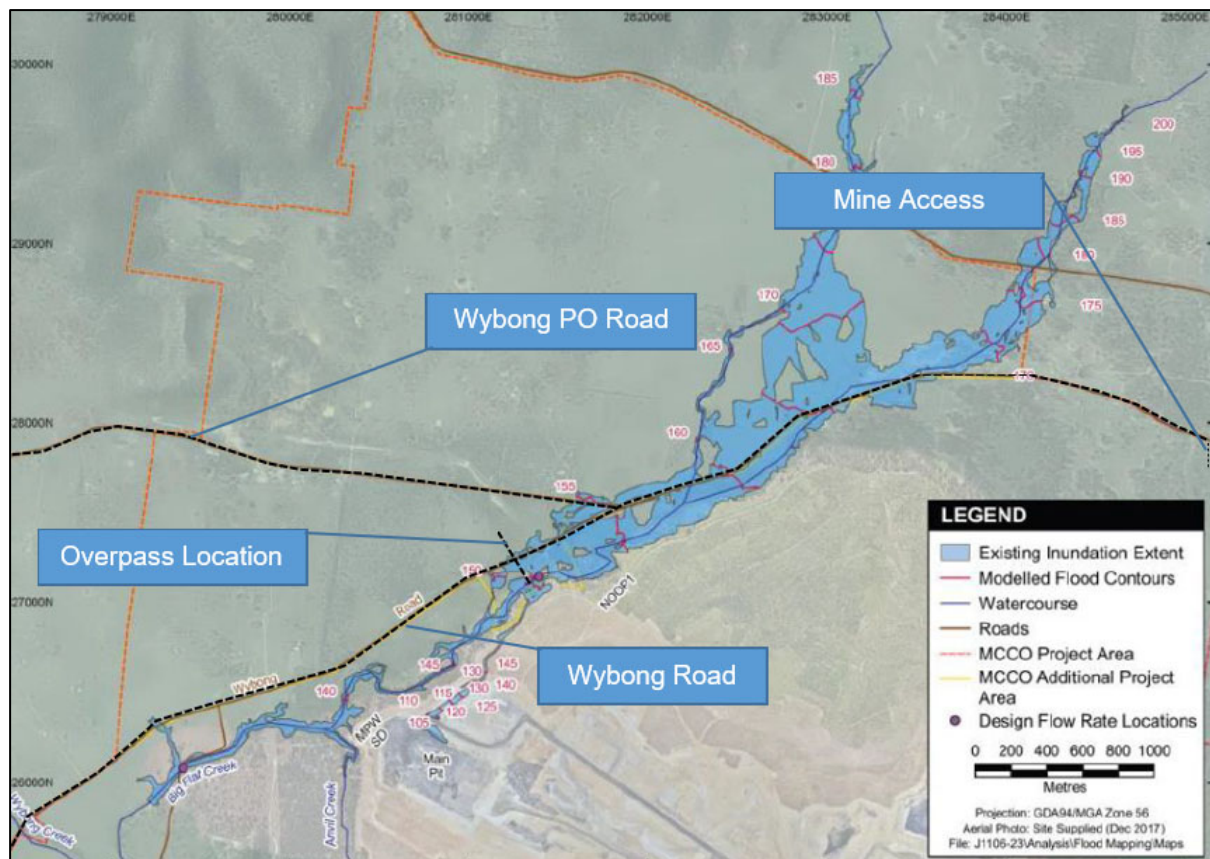 279000E
280000E
281000E
282000E
283000E
284000E
285000E
30000N
29000N
28000N
27000N
26000N
185
180
200
195
190
185
180
175
170
170
165
160
155
150
145
140
110
115
130
145
130
140
105
120
125
Mine Access
Wybong PO Road
Overpass Location
Wybong Road
Wybong Road
NOOP1
MPW
SD
Main
Pit
Big Flat Creek
Anvil Creek
Wybong Creek
LEGEND
Existing Inundation Extent
Modelled Flood Contours
Watercourse
Roads
MCCO Project Area
MCCO Additional Project
Area
Design Flow Rate Locations
0 200 400 600 800 1000
Metres
Projection: GDA94/MGA Zone 56
Aerial Photo: Site Supplied (Dec 2017)
File: J1106-23\Analysis\Flood Mapping\Maps